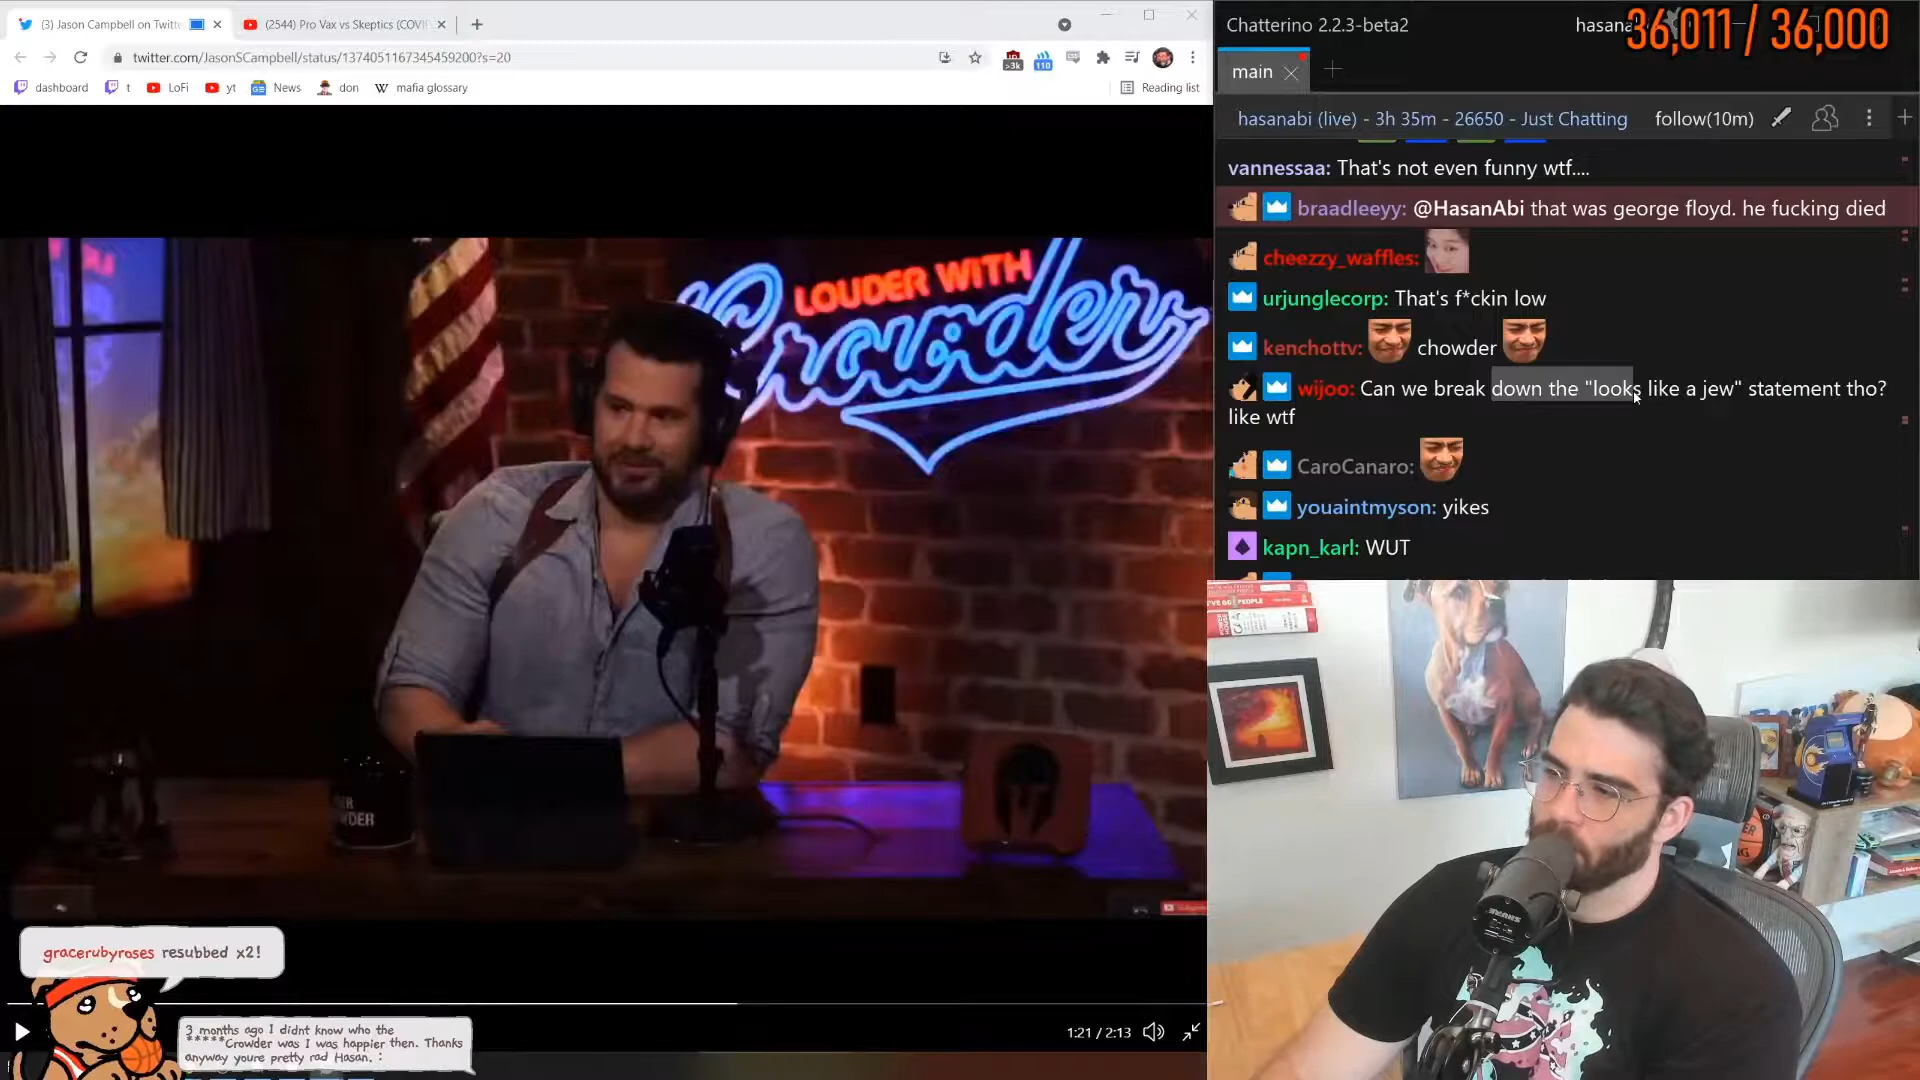 (3) Jason Campbell on Twitte
(2544) Pro Vax vs Skeptics (COVI
twitter.com/JasonSCampbell/status/1374051167345459200?s=20
>3k
110
dashboard
t
LoFi
yt
News
don
mafia glossary
Reading list
LOUDER WITH
Crowder
graceruby​roses resubbed x2!
3 months ago I didnt know who the
*****Crowder was I was happier then. Thanks
anyway youre pretty rad Hasan. :
1:21 / 2:13
Chatterino 2.2.3-beta2
hasana
36,011 / 36,000
main
hasanabi (live) - 3h 35m - 26650 - Just Chatting
follow(10m)
vannessaa: That's not even funny wtf....
braadleeyy: @HasanAbi that was george floyd. he fucking died
cheezzy_waffles:
urjunglecorp: That's f*ckin low
kenchottv: chowder
wijoo: Can we break down the "looks like a jew" statement tho?
like wtf
CaroCanaro:
youaintmyson: yikes
kapn_karl: WUT